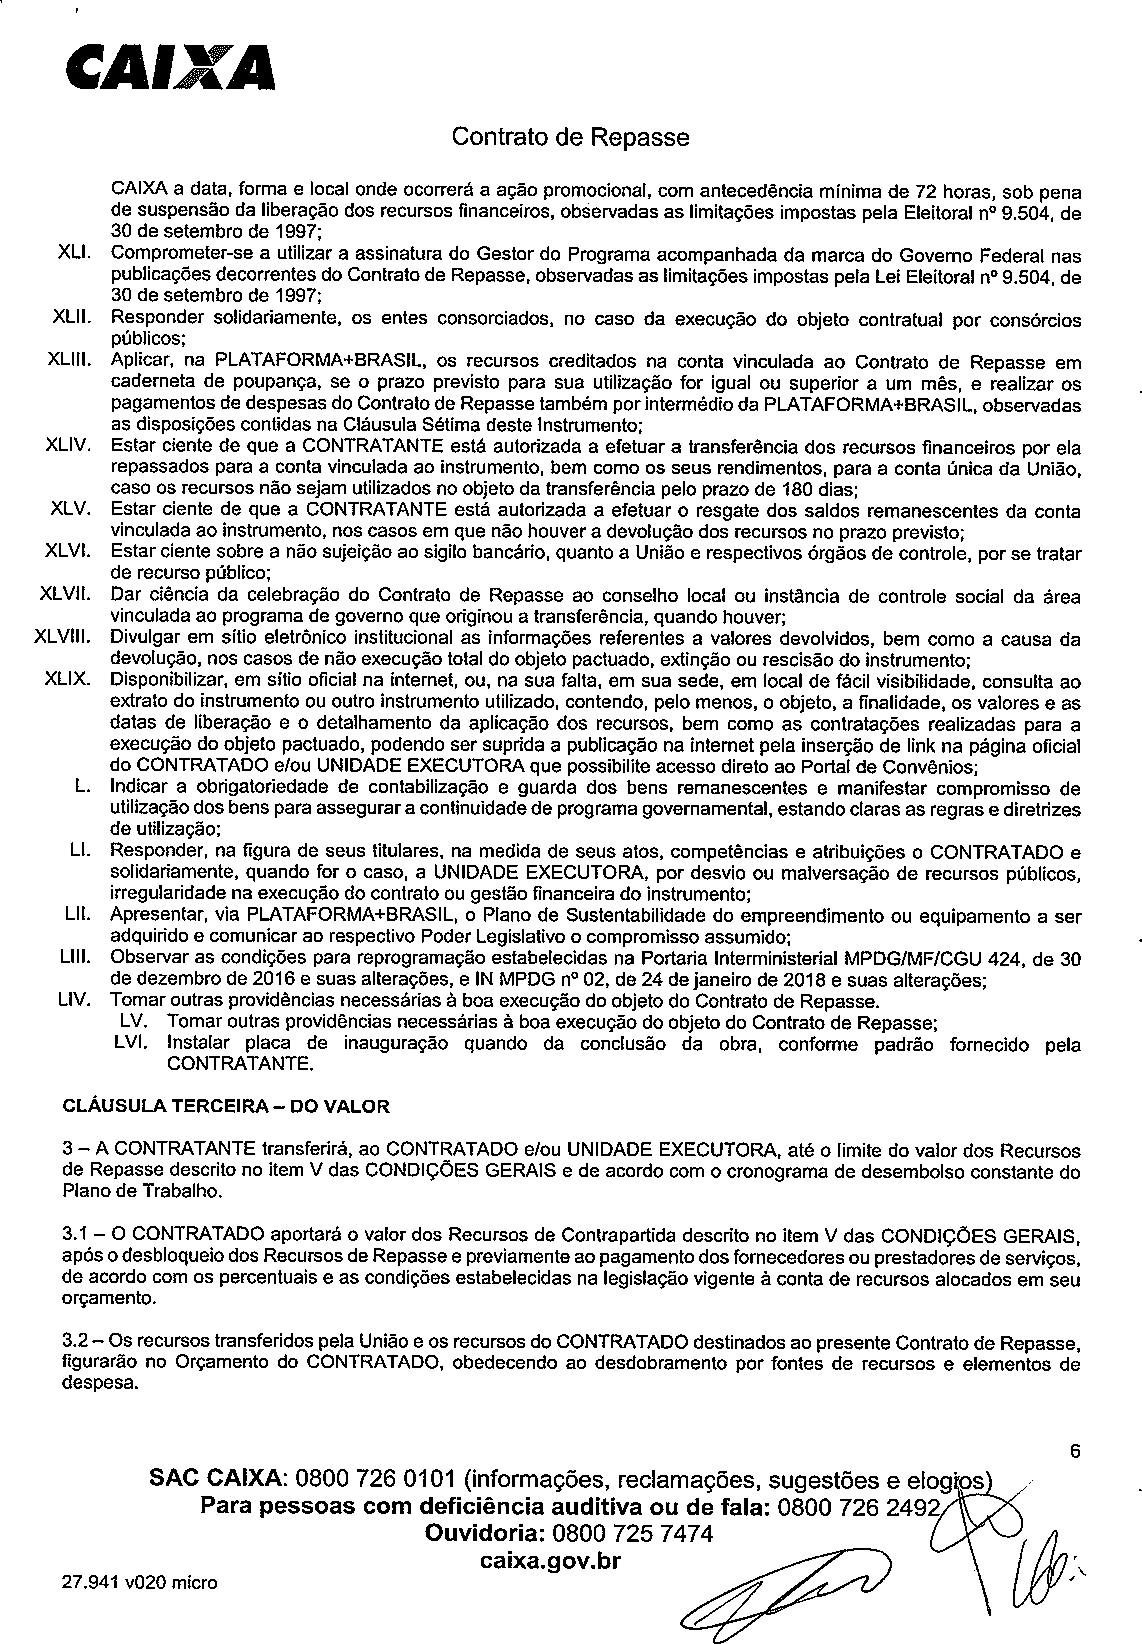 CAIXA
Contrato de Repasse
CAIXA a data, forma e local onde ocorrerá a ação promocional, com antecedência mínima de 72 horas, sob pena
de suspensão da liberação dos recursos financeiros, observadas as limitações impostas pela Eleitoral nº 9.504, de
30 de setembro de 1997;
XLI. Comprometer-se a utilizar a assinatura do Gestor do Programa acompanhada da marca do Governo Federal nas
publicações decorrentes do Contrato de Repasse, observadas as limitações impostas pela Lei Eleitoral nº 9.504, de
30 de setembro de 1997;
XLII. Responder solidariamente, os entes consorciados, no caso da execução do objeto contratual por consórcios
públicos;
XLIII. Aplicar, na PLATAFORMA+BRASIL, os recursos creditados na conta vinculada ao Contrato de Repasse em
caderneta de poupança, se o prazo previsto para sua utilização for igual ou superior a um mês, e realizar os
pagamentos de despesas do Contrato de Repasse também por intermédio da PLATAFORMA+BRASIL, observadas
as disposições contidas na Cláusula Sétima deste Instrumento;
XLIV. Estar ciente de que a CONTRATANTE está autorizada a efetuar a transferência dos recursos financeiros por ela
repassados para a conta vinculada ao instrumento, bem como os seus rendimentos, para a conta única da União,
caso os recursos não sejam utilizados no objeto da transferência pelo prazo de 180 dias;
XLV. Estar ciente de que a CONTRATANTE está autorizada a efetuar o resgate dos saldos remanescentes da conta
vinculada ao instrumento, nos casos em que não houver a devolução dos recursos no prazo previsto;
XLVI. Estar ciente sobre a não sujeição ao sigilo bancário, quanto a União e respectivos órgãos de controle, por se tratar
de recurso público;
XLVII. Dar ciência da celebração do Contrato de Repasse ao conselho local ou instância de controle social da área
vinculada ao programa de governo que originou a transferência, quando houver;
XLVIII. Divulgar em sítio eletrônico institucional as informações referentes a valores devolvidos, bem como a causa da
devolução, nos casos de não execução total do objeto pactuado, extinção ou rescisão do instrumento;
XLIX. Disponibilizar, em sítio oficial na internet, ou, na sua falta, em sua sede, em local de fácil visibilidade, consulta ao
extrato do instrumento ou outro instrumento utilizado, contendo, pelo menos, o objeto, a finalidade, os valores e as
datas de liberação e o detalhamento da aplicação dos recursos, bem como as contratações realizadas para a
execução do objeto pactuado, podendo ser suprida a publicação na internet pela inserção de link na página oficial
do CONTRATADO e/ou UNIDADE EXECUTORA que possibilite acesso direto ao Portal de Convênios;
L. Indicar a obrigatoriedade de contabilização e guarda dos bens remanescentes e manifestar compromisso de
utilização dos bens para assegurar a continuidade de programa governamental, estando claras as regras e diretrizes
de utilização;
LI. Responder, na figura de seus titulares, na medida de seus atos, competências e atribuições o CONTRATADO e
solidariamente, quando for o caso, a UNIDADE EXECUTORA, por desvio ou malversação de recursos públicos,
irregularidade na execução do contrato ou gestão financeira do instrumento;
LII. Apresentar, via PLATAFORMA+BRASIL, o Plano de Sustentabilidade do empreendimento ou equipamento a ser
adquirido e comunicar ao respectivo Poder Legislativo o compromisso assumido;
LIII. Observar as condições para reprogramação estabelecidas na Portaria Interministerial MPDG/MF/CGU 424, de 30
de dezembro de 2016 e suas alterações, e IN MPDG nº 02, de 24 de janeiro de 2018 e suas alterações;
LIV. Tomar outras providências necessárias à boa execução do objeto do Contrato de Repasse.
LV. Tomar outras providências necessárias à boa execução do objeto do Contrato de Repasse;
LVI. Instalar placa de inauguração quando da conclusão da obra, conforme padrão fornecido pela
CONTRATANTE.
CLÁUSULA TERCEIRA – DO VALOR
3 – A CONTRATANTE transferirá, ao CONTRATADO e/ou UNIDADE EXECUTORA, até o limite do valor dos Recursos
de Repasse descrito no item V das CONDIÇÕES GERAIS e de acordo com o cronograma de desembolso constante do
Plano de Trabalho.
3.1 – O CONTRATADO aportará o valor dos Recursos de Contrapartida descrito no item V das CONDIÇÕES GERAIS,
após o desbloqueio dos Recursos de Repasse e previamente ao pagamento dos fornecedores ou prestadores de serviços,
de acordo com os percentuais e as condições estabelecidas na legislação vigente à conta de recursos alocados em seu
orçamento.
3.2 – Os recursos transferidos pela União e os recursos do CONTRATADO destinados ao presente Contrato de Repasse,
figurarão no Orçamento do CONTRATADO, obedecendo ao desdobramento por fontes de recursos e elementos de
despesa.
6
SAC CAIXA: 0800 726 0101 (informações, reclamações, sugestões e elogios)
Para pessoas com deficiência auditiva ou de fala: 0800 726 2492
Ouvidoria: 0800 725 7474
caixa.gov.br
27.941 v020 micro